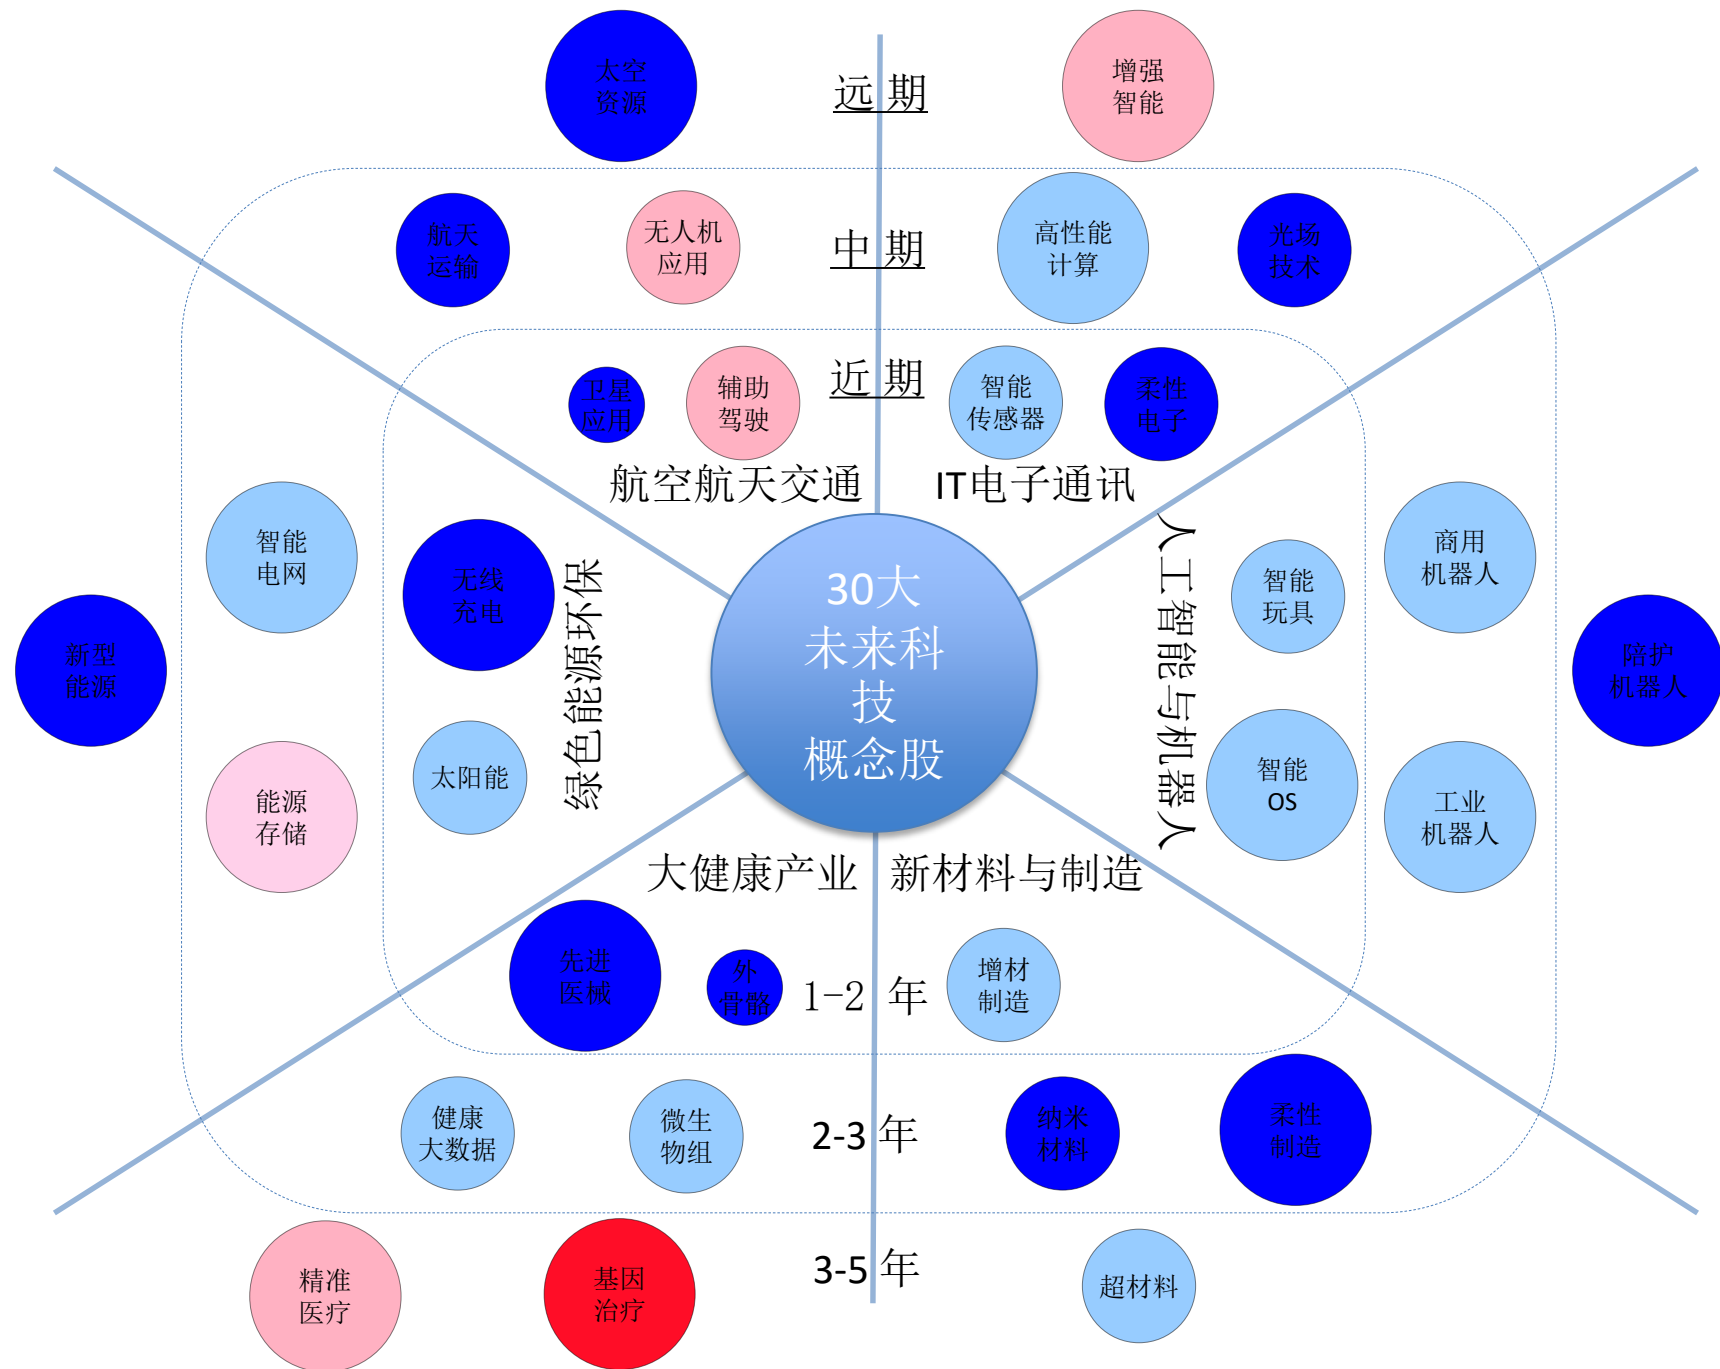 太空
资源
远 期
增强
智能
航天
运输
无人机
应用
中 期
高性能
计算
光场
技术
卫星
应用
辅助
驾驶
近 期
智能
传感器
柔性
电子
航空航天交通
IT电子通讯
新型
能源
智能
电网
能源
存储
无线
充电
太阳能
绿色能源环保
30大
未来科
技
概念股
人工智能与机器人
智能
玩具
智能
OS
商用
机器人
工业
机器人
陪护
机器人
大健康产业
新材料与制造
先进
医械
外
骨骼
1-2 年
增材
制造
健康
大数据
微生
物组
2-3 年
纳米
材料
柔性
制造
精准
医疗
基因
治疗
3-5 年
超材料